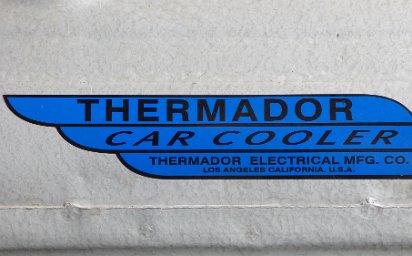 THERMADOR
CAR COOLER
THERMADOR ELECTRICAL MFG. CO.
LOS ANGELES CALIFORNIA. U.S.A.